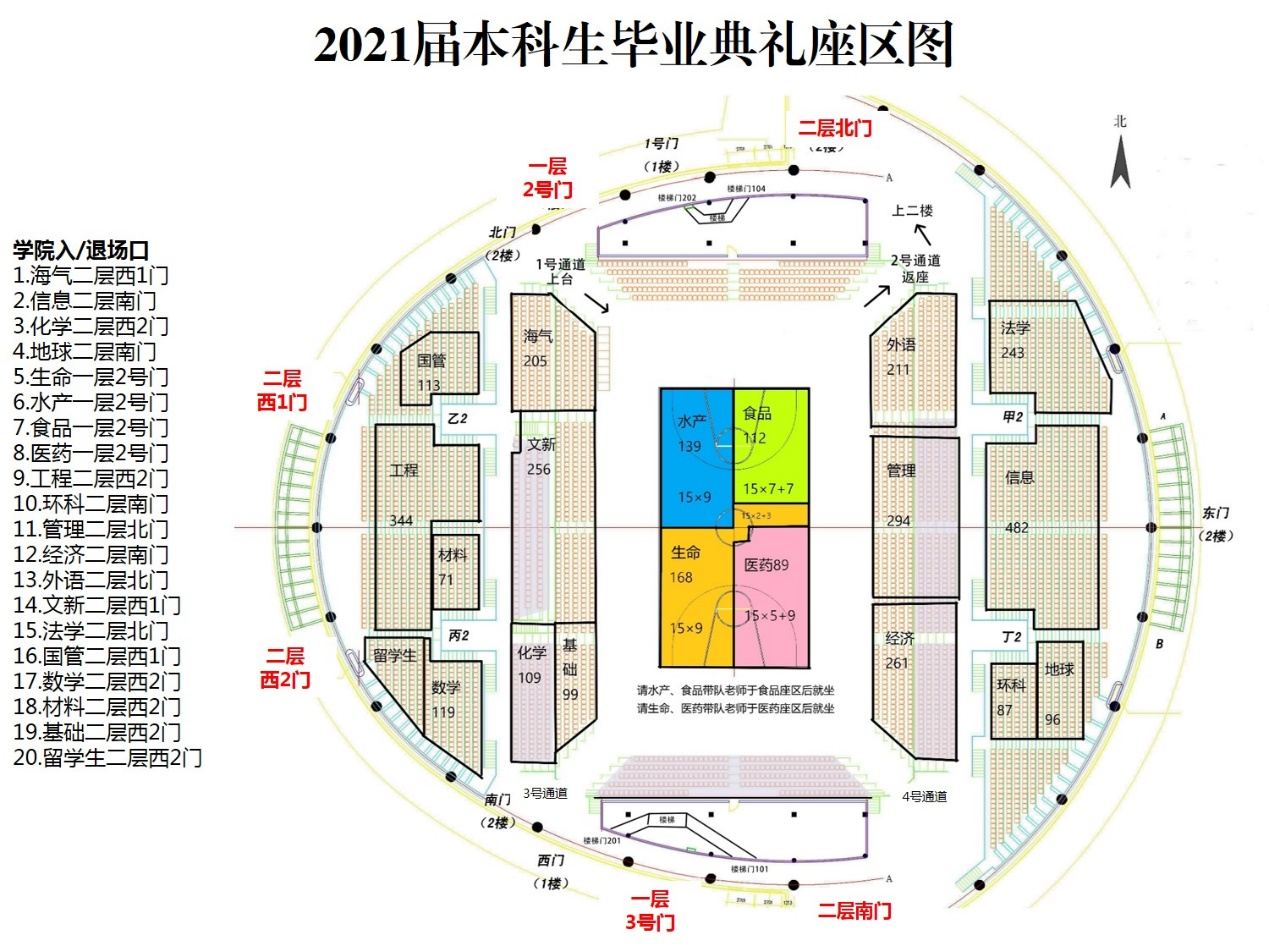 2021届本科生毕业典礼座区图
二层北门
(2楼)
北
1号门
(1楼)
一层
2号门
A
楼梯门202
楼梯门104
楼梯
上二楼
北门
(2楼)
1号通道
上台
2号通道
返座
学院入/退场口
1.海气二层西1门
2.信息二层南门
3.化学二层西2门
4.地球二层南门
5.生命一层2号门
6.水产一层2号门
7.食品一层2号门
8.医药一层2号门
9.工程二层西2门
10.环科二层南门
11.管理二层北门
12.经济二层南门
13.外语二层北门
14.文新二层西1门
15.法学二层北门
16.国管二层西1门
17.数学二层西2门
18.材料二层西2门
19.基础二层西2门
20.留学生二层西2门
海气
205
外语
211
法学
243
国管
113
二层
西1门
乙2
甲2
A
水产
139
15×9
食品
112
15×7+7
15×2+3
文新
256
工程
344
管理
294
信息
482
东门
(2楼)
材料
71
生命
168
15×9
医药89
15×5+9
丙2
丁2
B
二层
西2门
留学生
数学
119
化学
109
基
础
99
经济
261
环科
87
地球
96
请水产、食品带队老师于食品座区后就坐
请生命、医药带队老师于医药座区后就坐
3号通道
4号通道
南门
(2楼)
楼梯
楼梯门201
楼梯门101
西门
(1楼)
A
一层
3号门
二层南门